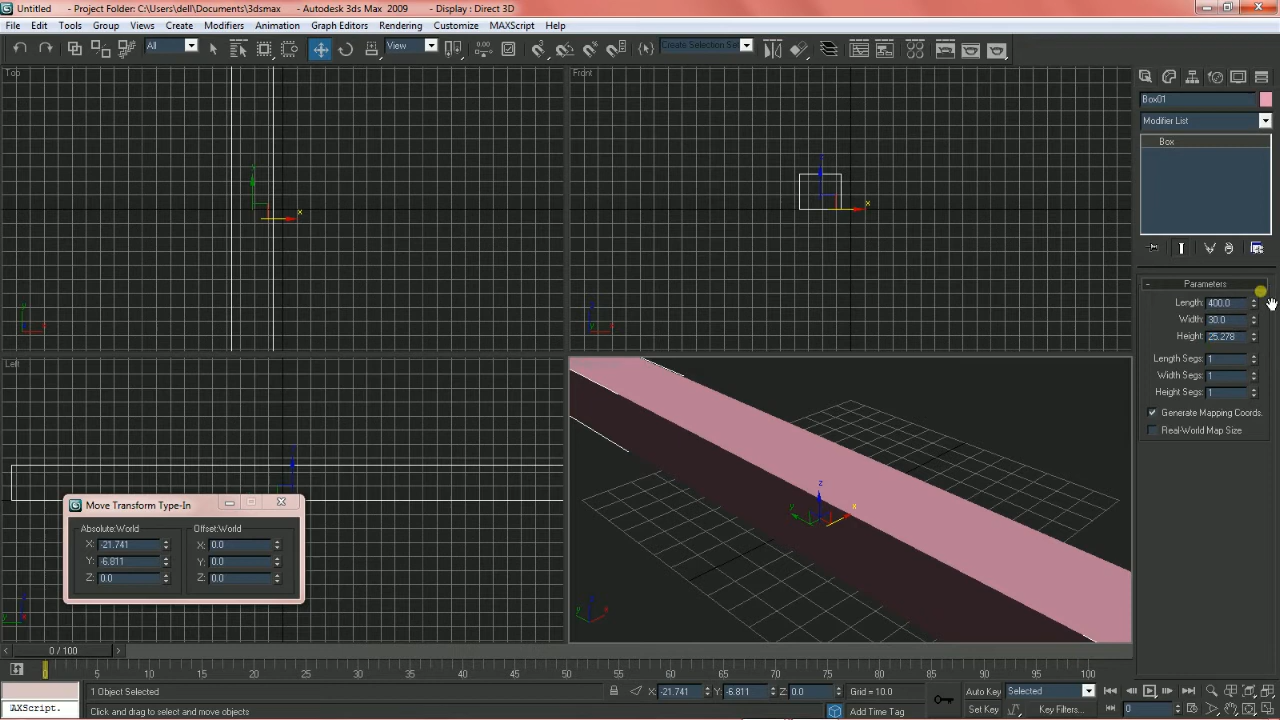 Untitled - Project Folder: C:\Users\dell\Documents\3dsmax - Autodesk 3ds Max 2009 - Display : Direct 3D
File Edit Tools Group Views Create Modifiers Animation Graph Editors Rendering Customize MAXScript Help
All View Create Selection Set
Top
Front
Box01
Modifier List
Box
x
x
z
y
Parameters
Length: 400.0
Width: 30.0
Height: 25.278
Length Segs: 1
Width Segs: 1
Height Segs: 1
Generate Mapping Coords.
Real-World Map Size
Left
z
y
x
Move Transform Type-In
Absolute:World Offset:World
X: -21.741 X: 0.0
Y: -6.811 Y: 0.0
Z: 0.0 Z: 0.0
0 / 100
5 10 15 20 25 30 35 40 45 50 55 60 65 70 75 80 85 90 95 100
1 Object Selected X: -21.741 Y: -6.811 Z: 0.0 Grid = 10.0 Auto Key Selected
AXScript. Click and drag to select and move objects Add Time Tag Set Key Key Filters... 0